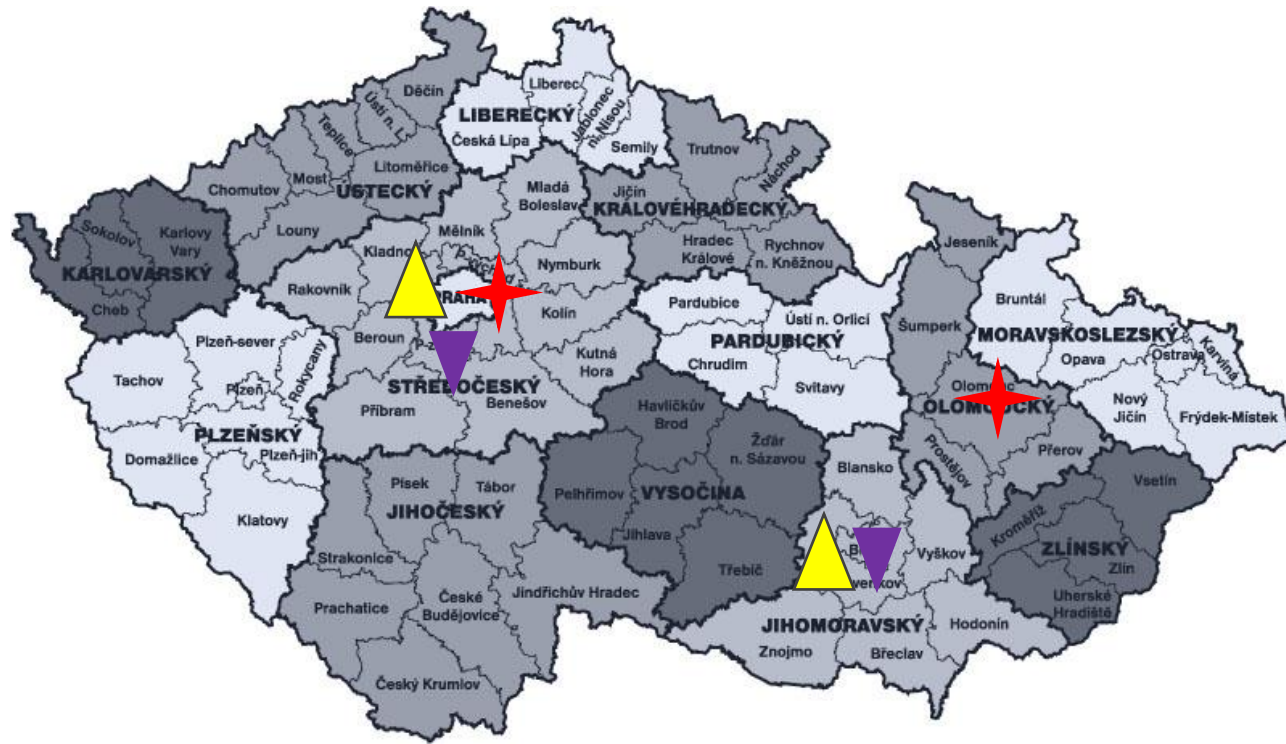 Děčín
Ústí n. L.
Teplice
Liberec
LIBERECKÝ
Jablonec
n. Nisou
Česká Lípa
Semily
Trutnov
Náchod
Litoměřice
Most
Chomutov
ÚSTECKÝ
Mladá
Boleslav
Jičín
KRÁLOVÉHRADECKÝ
Louny
Mělník
Hradec
Králové
Rychnov
n. Kněžnou
Sokolov
Karlovy
Vary
KARLOVARSKÝ
Cheb
Kladno
Nymburk
Jeseník
Rakovník
PRAHA
Kolín
Pardubice
Ústí n. Orlicí
PARDUBICKÝ
Chrudim
Svitavy
Bruntál
Šumperk
MORAVSKOSLEZSKÝ
Opava
Ostrava
Karviná
Nový
Jičín
Frýdek-Místek
Plzeň-sever
Rokycany
Beroun
Kutná
Hora
Tachov
Plzeň
STŘEDOČESKÝ
Benešov
Příbram
Olomouc
OLOMOUCKÝ
Přerov
Prostějov
Havlíčkův
Brod
Žďár
n. Sázavou
PLZEŇSKÝ
Domažlice
Plzeň-jih
Klatovy
Písek
Tábor
JIHOČESKÝ
Pelhřimov
VYSOČINA
Jihlava
Třebíč
Blansko
Vyškov
Vsetín
Kroměříž
ZLÍNSKÝ
Zlín
Uherské
Hradiště
Strakonice
Prachatice
České
Budějovice
Jindřichův Hradec
JIHOMORAVSKÝ
Znojmo
Břeclav
Hodonín
Český Krumlov